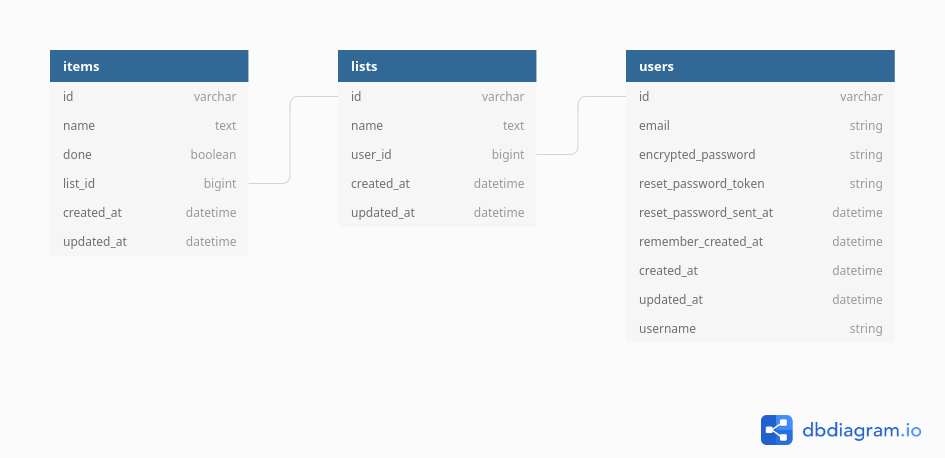 items
id varchar
name text
done boolean
list_id bigint
created_at datetime
updated_at datetime
lists
id varchar
name text
user_id bigint
created_at datetime
updated_at datetime
users
id varchar
email string
encrypted_password string
reset_password_token string
reset_password_sent_at datetime
remember_created_at datetime
created_at datetime
updated_at datetime
username string
dbdiagram.io